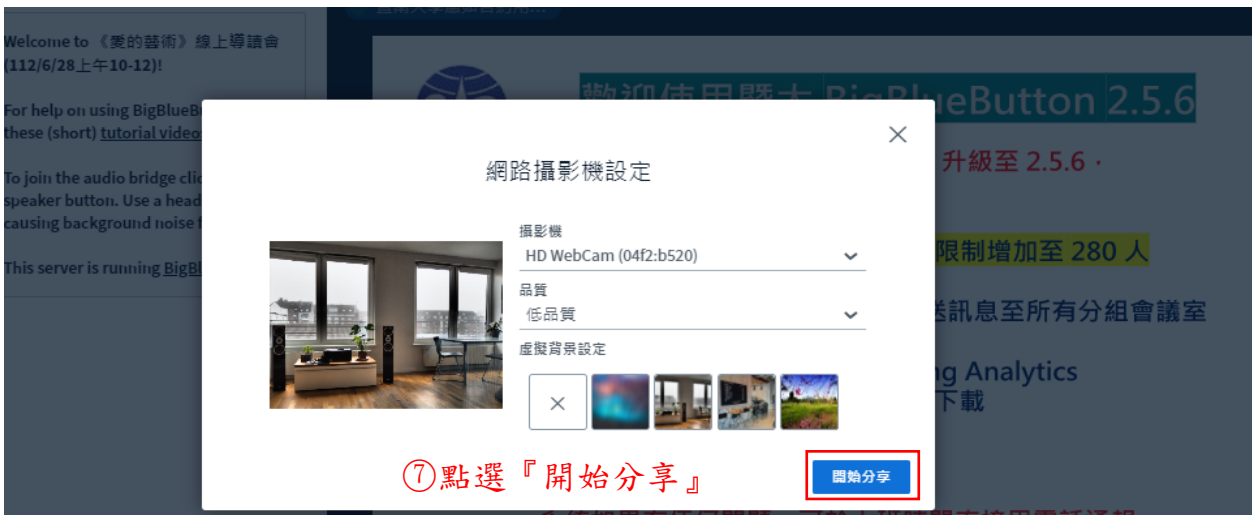 Welcome to 《愛的藝術》線上導讀會
(112/6/28上午10-12)!
For help on using BigBlueB
these (short) tutorial video
To join the audio bridge clic
speaker button. Use a head
causing background noise f
This server is running BigBl
歡迎使用暨大 BigBlueButton 2.5.6
升級至 2.5.6，
限制增加至 280 人
送訊息至所有分組會議室
ng Analytics
下載
網路攝影機設定
攝影機
HD WebCam (04f2:b520)
品質
低品質
虛擬背景設定
⑦點選『開始分享』
開始分享